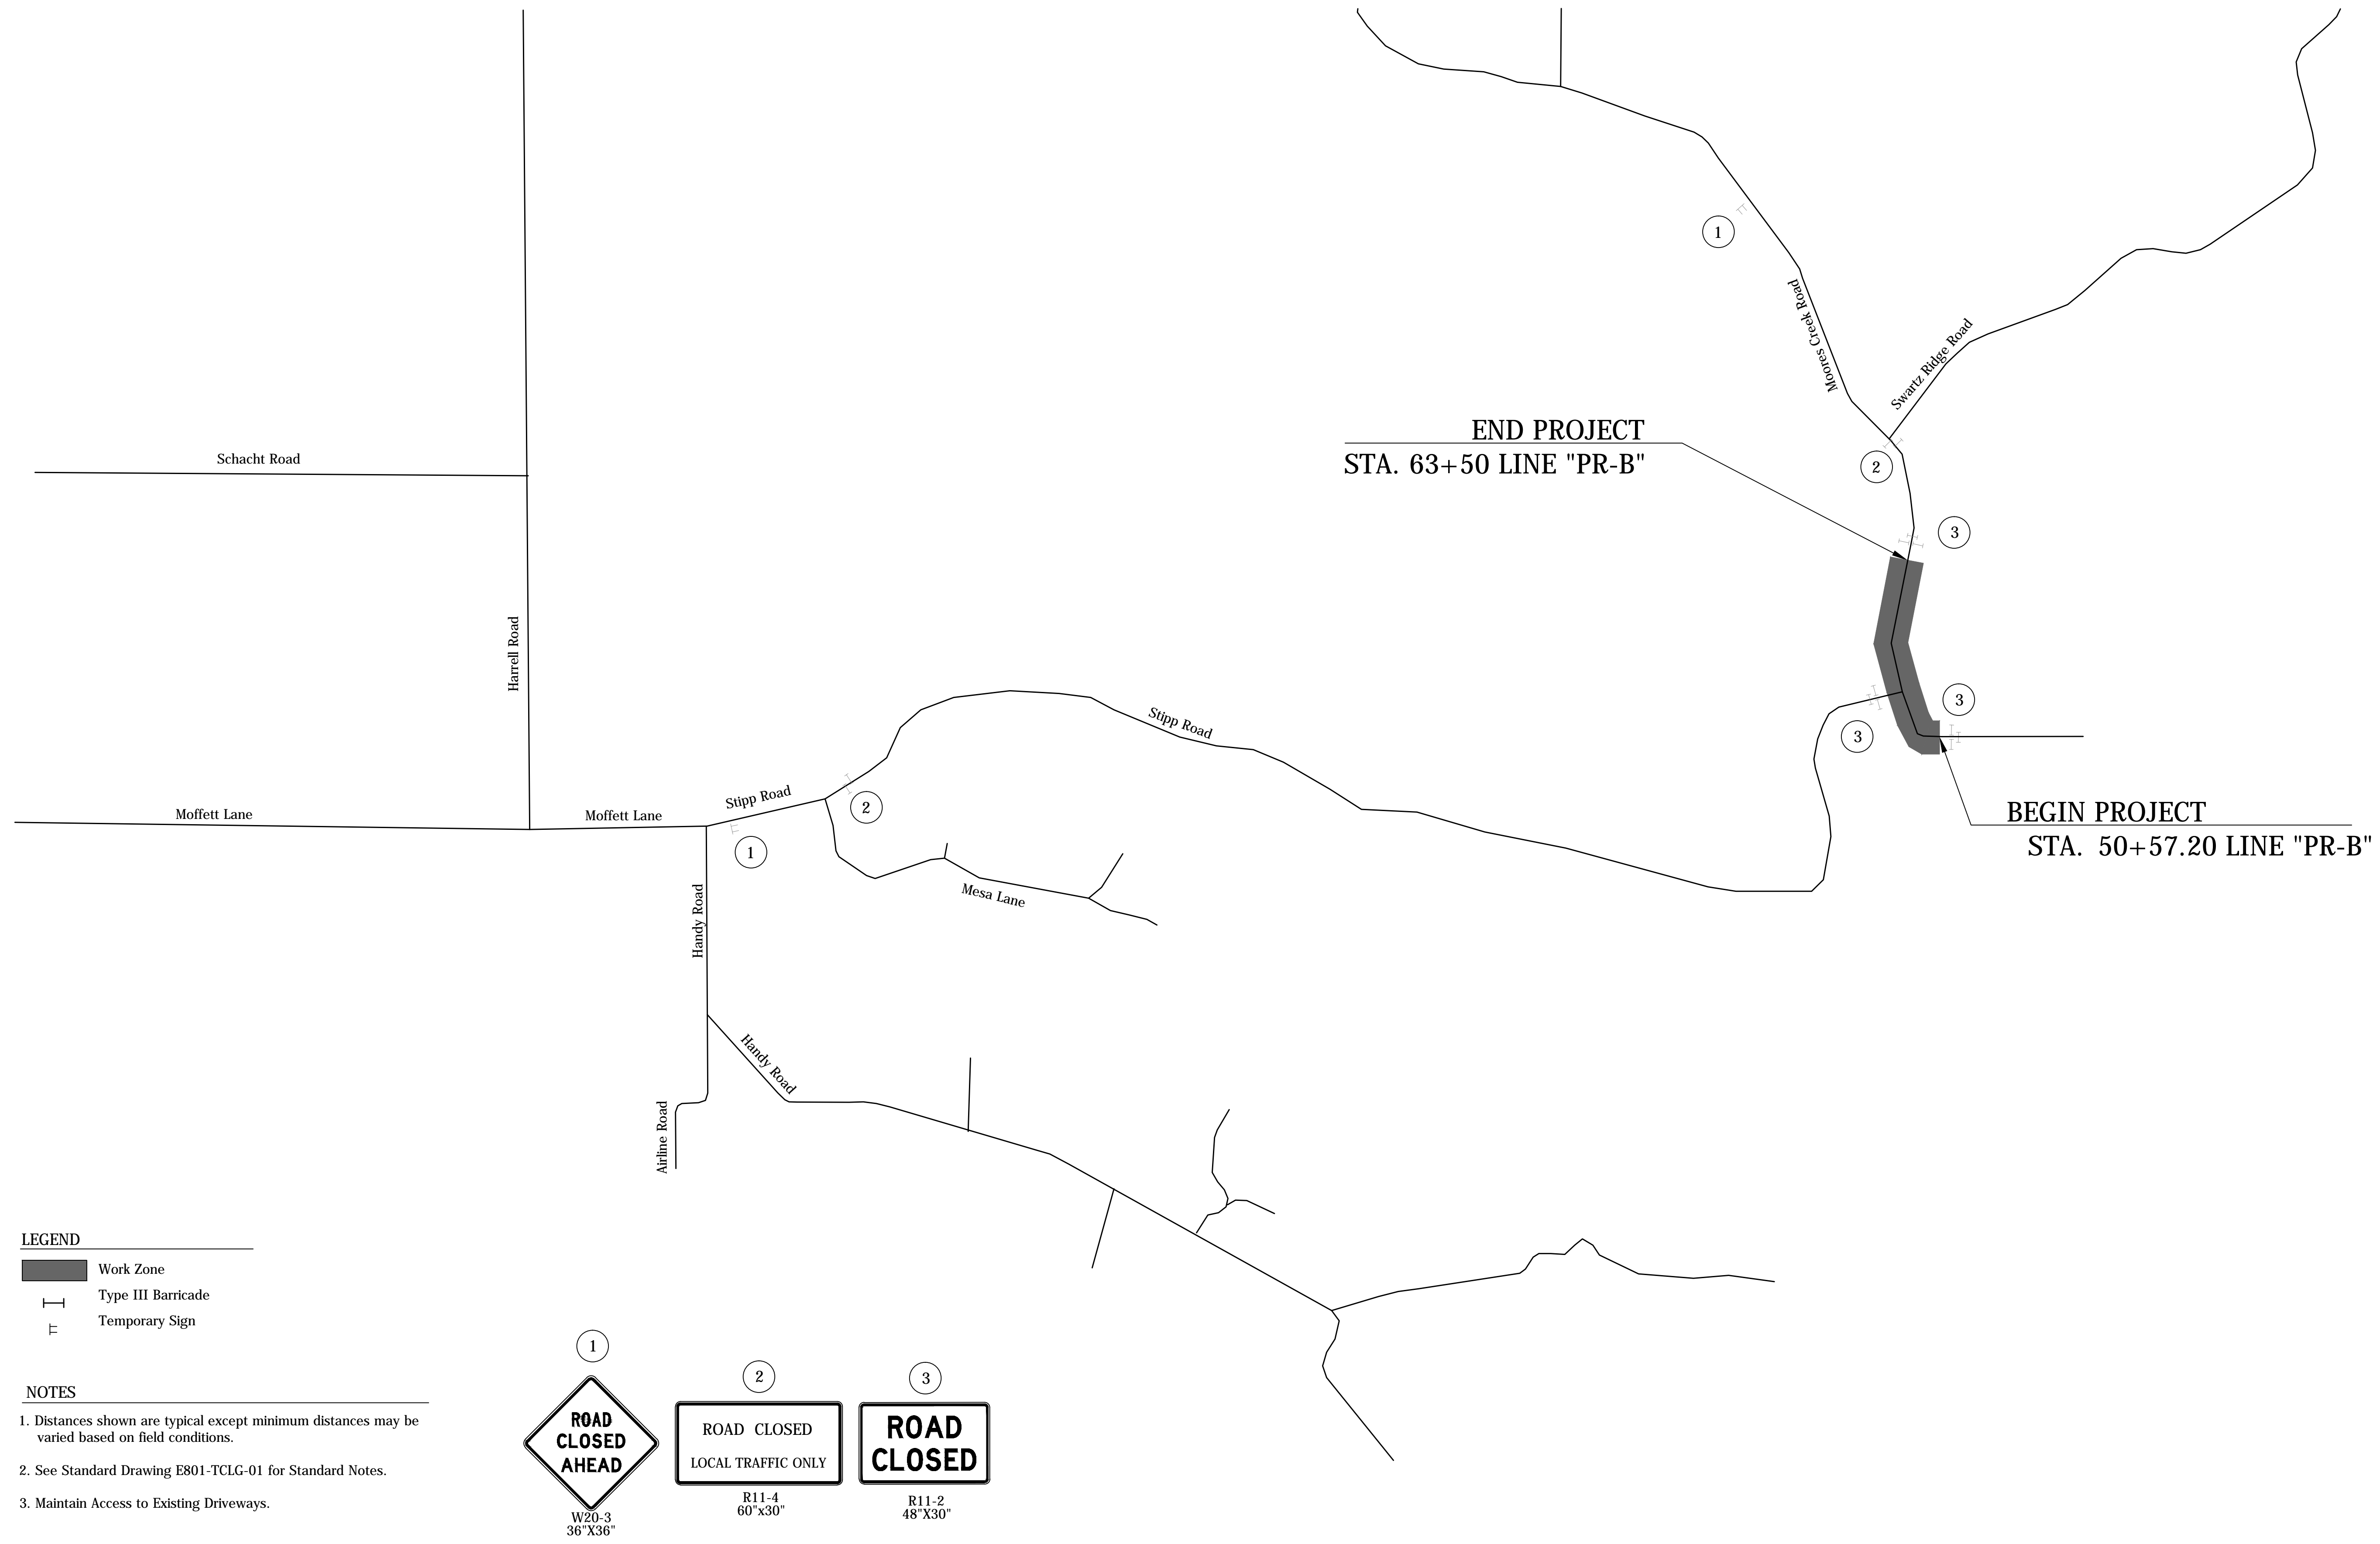 1
Moores Creek Road
Swartz Ridge Road
END PROJECT
STA. 63+50 LINE "PR-B"
2
3
Schacht Road
Harrell Road
Stipp Road
3
3
Stipp Road
Moffett Lane
Moffett Lane
2
1
BEGIN PROJECT
STA. 50+57.20 LINE "PR-B"
Mesa Lane
Handy Road
Handy Road
Airline Road
LEGEND
Work Zone
Type III Barricade
Temporary Sign
NOTES
1. Distances shown are typical except minimum distances may be
varied based on field conditions.
2. See Standard Drawing E801-TCLG-01 for Standard Notes.
3. Maintain Access to Existing Driveways.
1
ROAD
CLOSED
AHEAD
W20-3
36"X36"
2
ROAD CLOSED
LOCAL TRAFFIC ONLY
R11-4
60"x30"
3
ROAD
CLOSED
R11-2
48"X30"